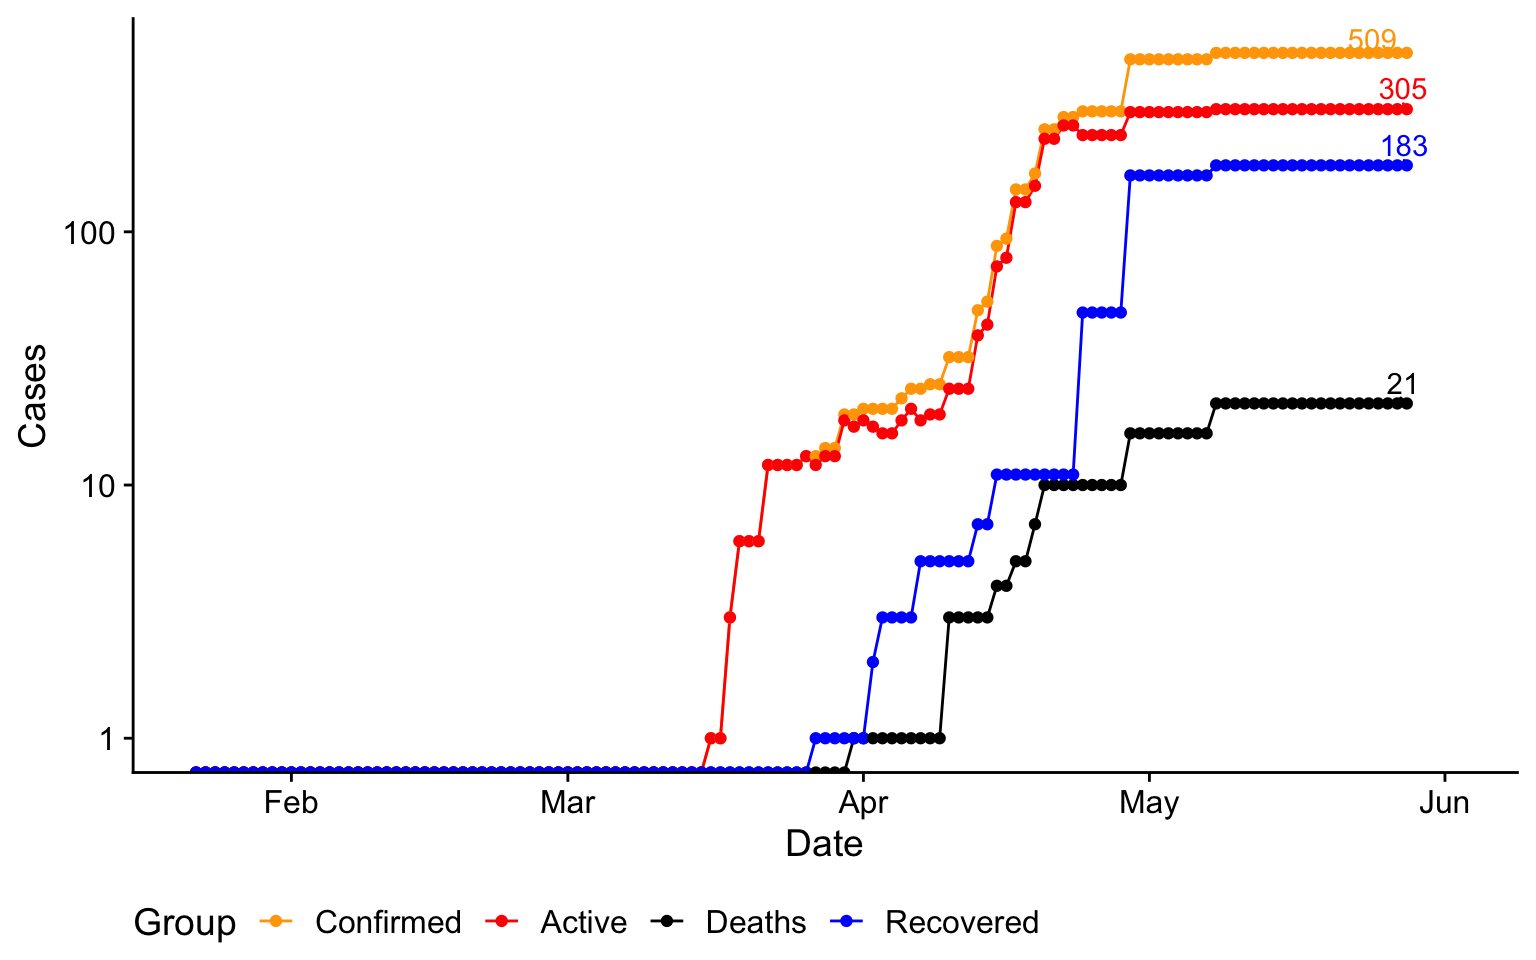 509
305
183
100
21
Cases
10
1
Feb Mar Apr May Jun
Date
Group Confirmed Active Deaths Recovered